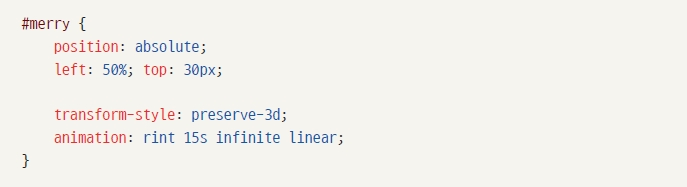 #merry {
position: absolute;
left: 50%; top: 30px;
transform-style: preserve-3d;
animation: rint 15s infinite linear;
}